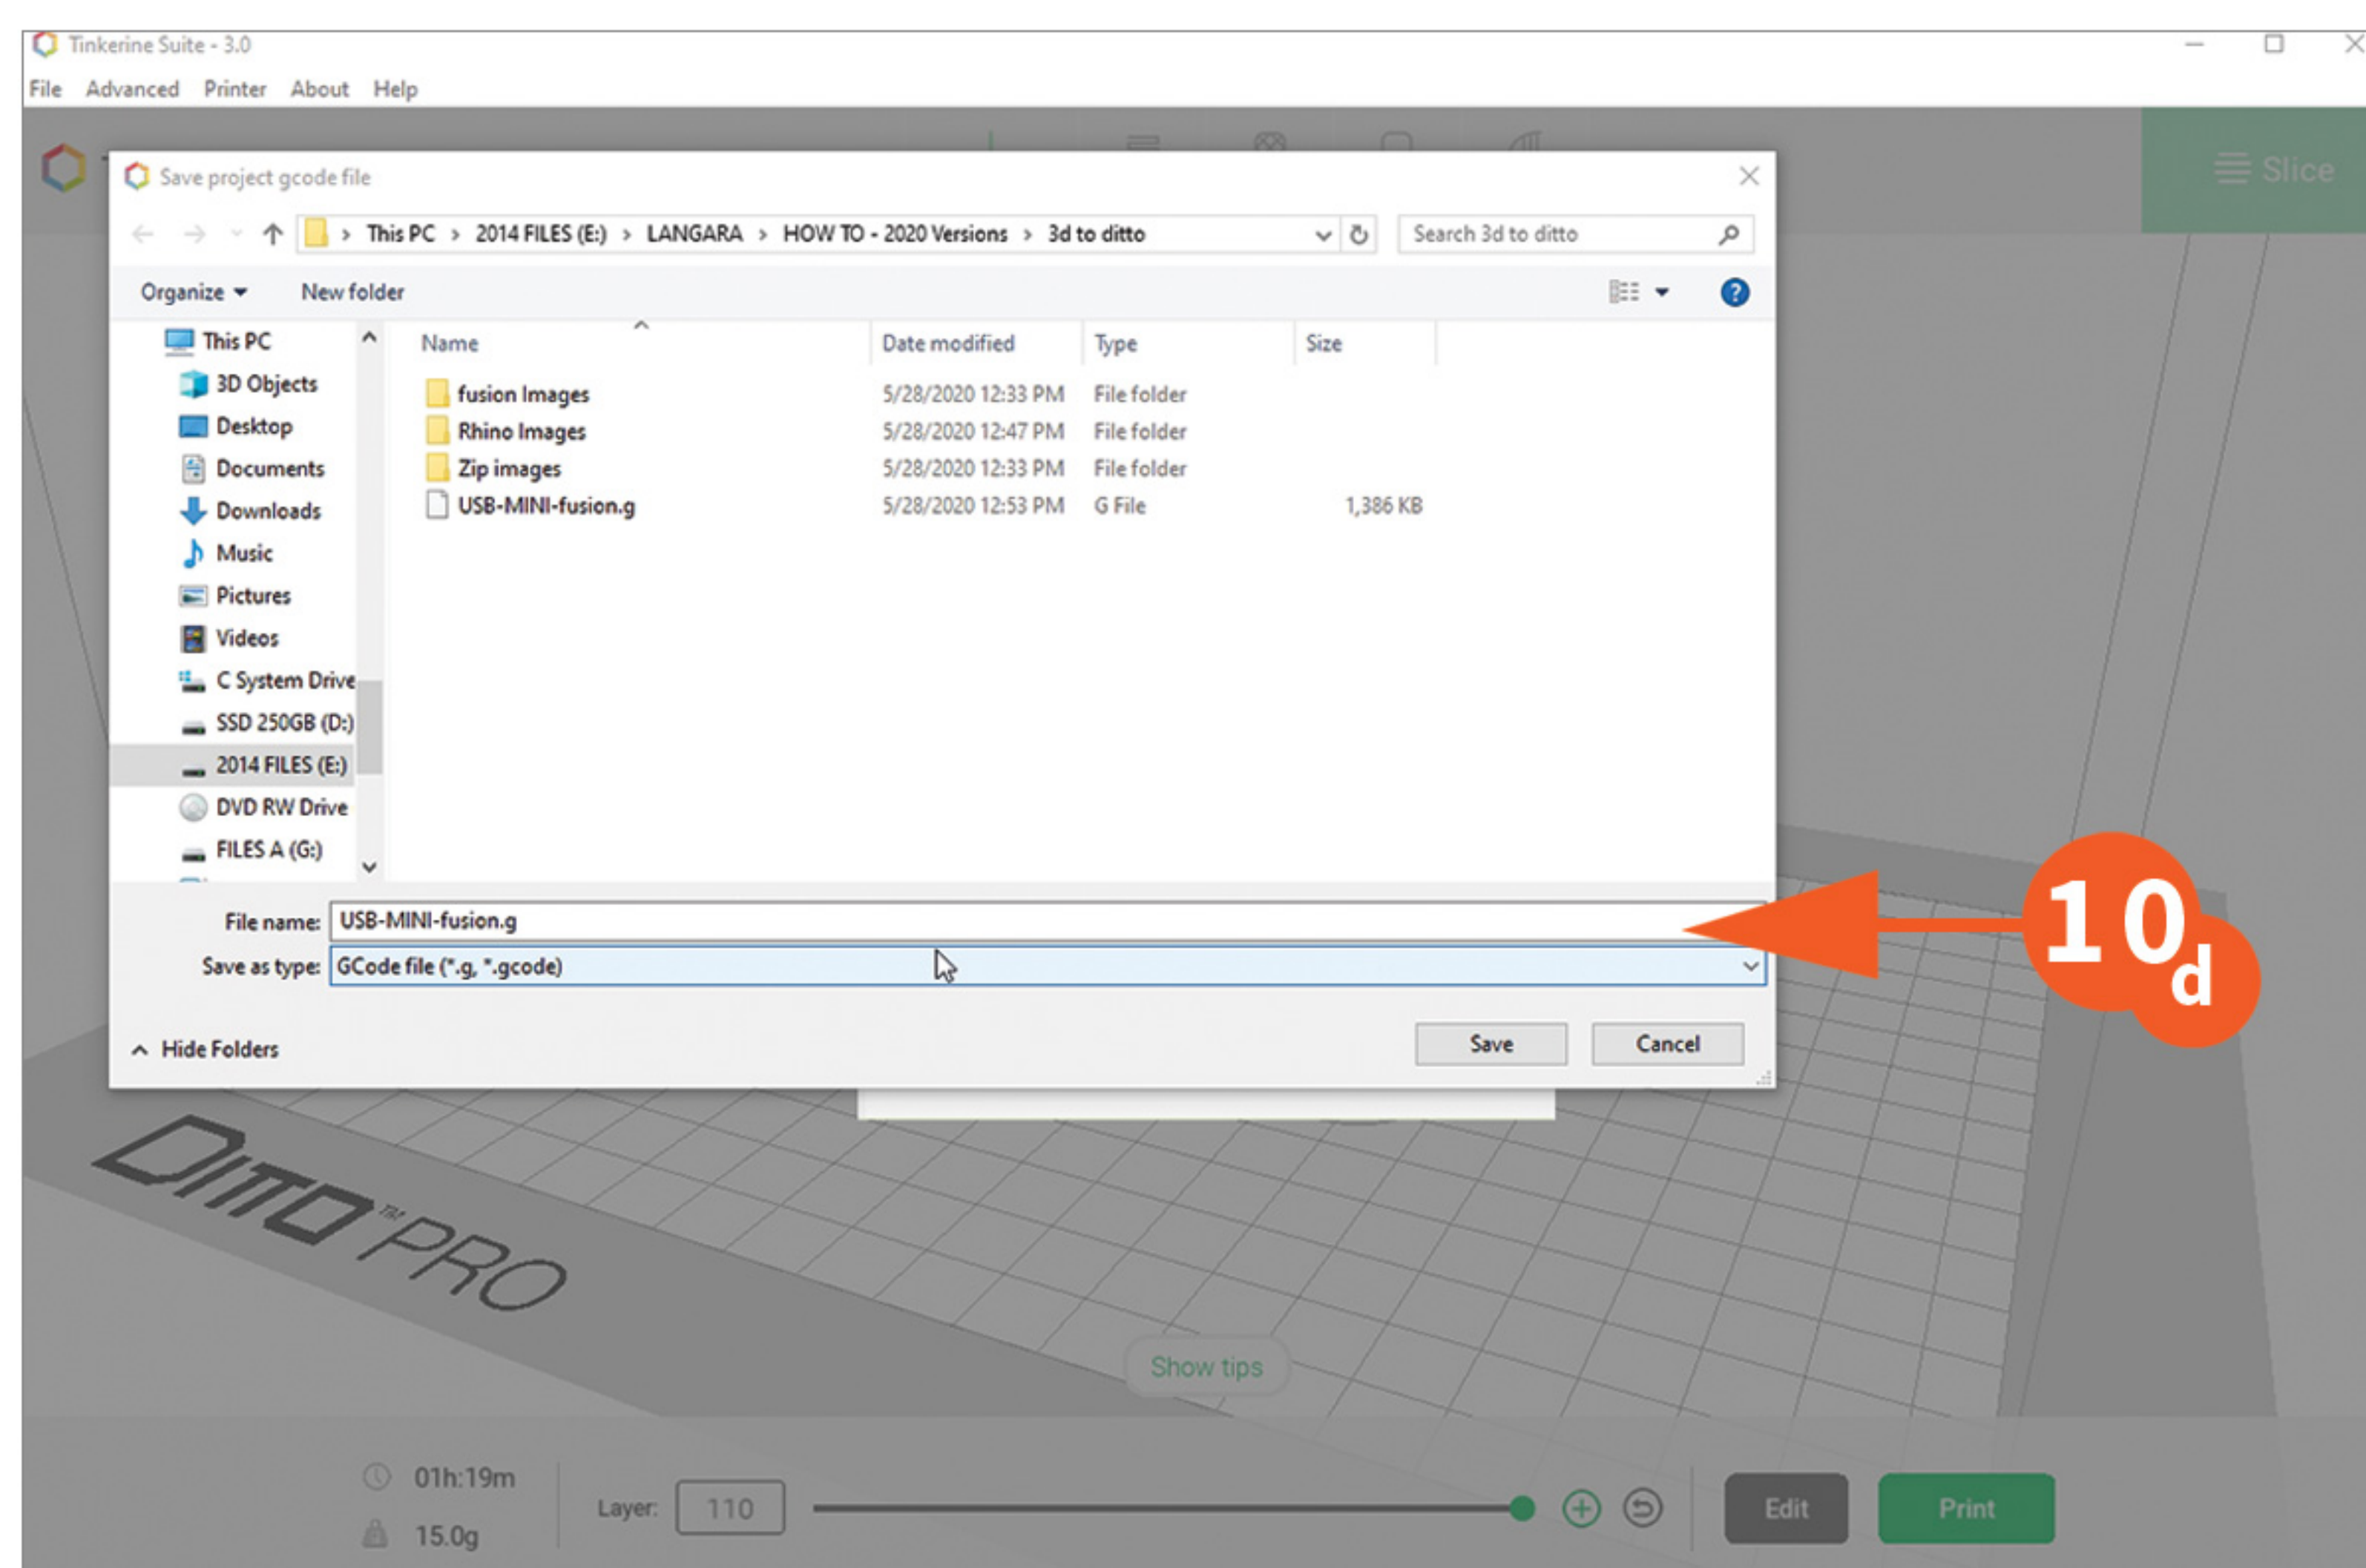 Tinkerine Suite - 3.0
File Advanced Printer About Help
Slice
Save project gcode file
This PC > 2014 FILES (E:) > LANGARA > HOW TO - 2020 Versions > 3d to ditto
Search 3d to ditto
Organize New folder
This PC
3D Objects
Desktop
Documents
Downloads
Music
Pictures
Videos
C System Drive
SSD 250GB (D:)
2014 FILES (E:)
DVD RW Drive
FILES A (G:)
Name Date modified Type Size
fusion Images 5/28/2020 12:33 PM File folder
Rhino Images 5/28/2020 12:47 PM File folder
Zip images 5/28/2020 12:33 PM File folder
USB-MINI-fusion.g 5/28/2020 12:53 PM G File 1,386 KB
File name: USB-MINI-fusion.g
Save as type: GCode file (*.g, *.gcode)
10d
Hide Folders
Save Cancel
DITTO™ PRO
Show tips
01h:19m
15.0g
Layer: 110
Edit Print